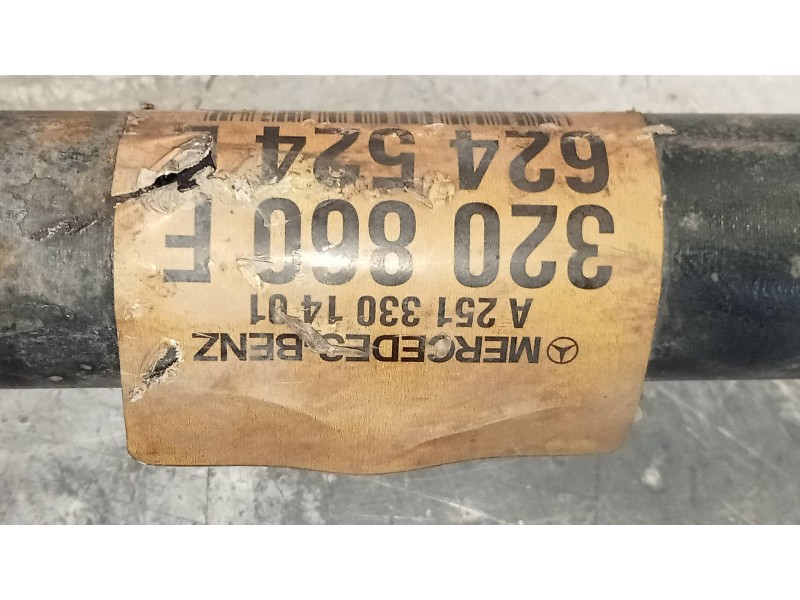 MERCEDES-BENZ
A 251 330 14 01
320 860 F
624 524 E